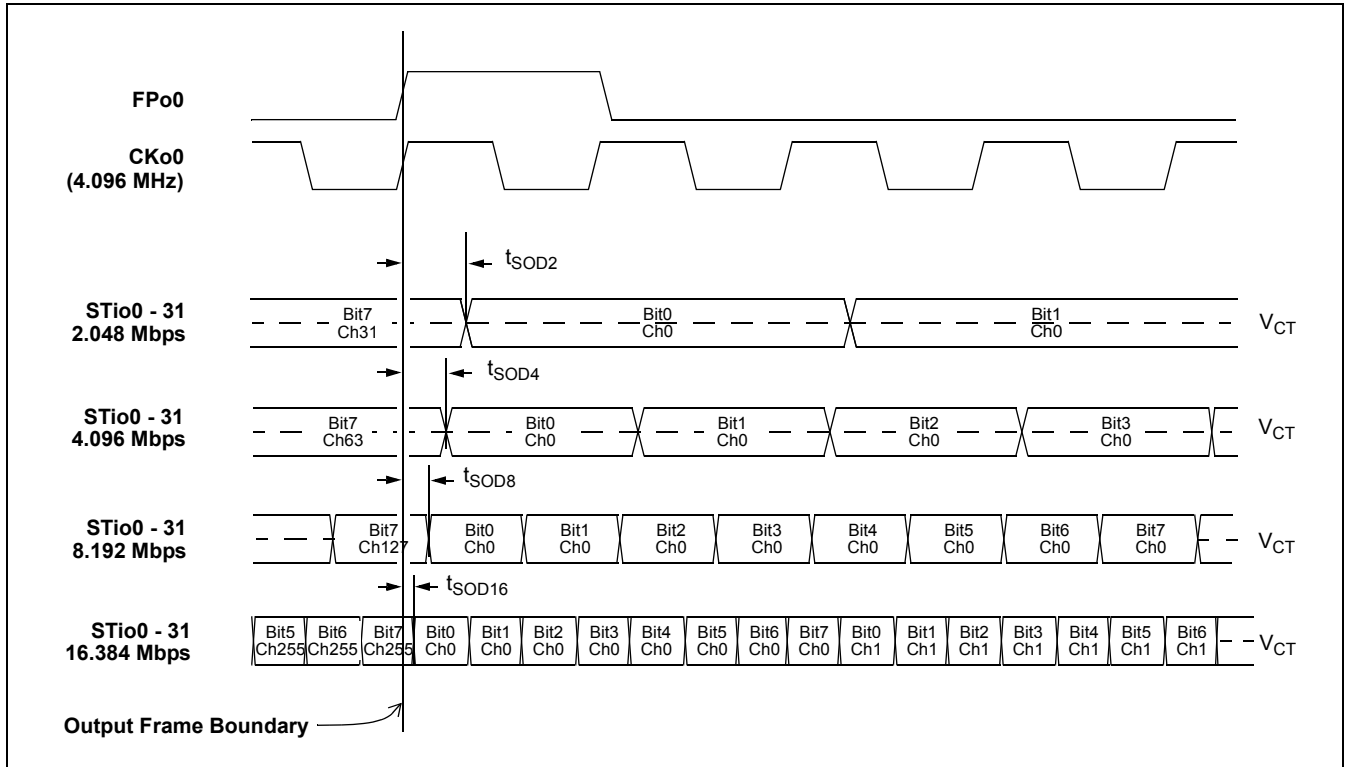 FPo0
CKo0
(4.096 MHz)
tSOD2
STio0 - 31
2.048 Mbps
Bit7
Ch31
Bit0
Ch0
Bit1
Ch0
VCT
tSOD4
STio0 - 31
4.096 Mbps
Bit7
Ch63
Bit0
Ch0
Bit1
Ch0
Bit2
Ch0
Bit3
Ch0
VCT
tSOD8
STio0 - 31
8.192 Mbps
Bit7
Ch127
Bit0
Ch0
Bit1
Ch0
Bit2
Ch0
Bit3
Ch0
Bit4
Ch0
Bit5
Ch0
Bit6
Ch0
Bit7
Ch0
VCT
tSOD16
STio0 - 31
16.384 Mbps
Bit5
Ch255
Bit6
Ch255
Bit7
Ch255
Bit0
Ch0
Bit1
Ch0
Bit2
Ch0
Bit3
Ch0
Bit4
Ch0
Bit5
Ch0
Bit6
Ch0
Bit7
Ch0
Bit0
Ch1
Bit1
Ch1
Bit2
Ch1
Bit3
Ch1
Bit4
Ch1
Bit5
Ch1
Bit6
Ch1
VCT
Output Frame Boundary